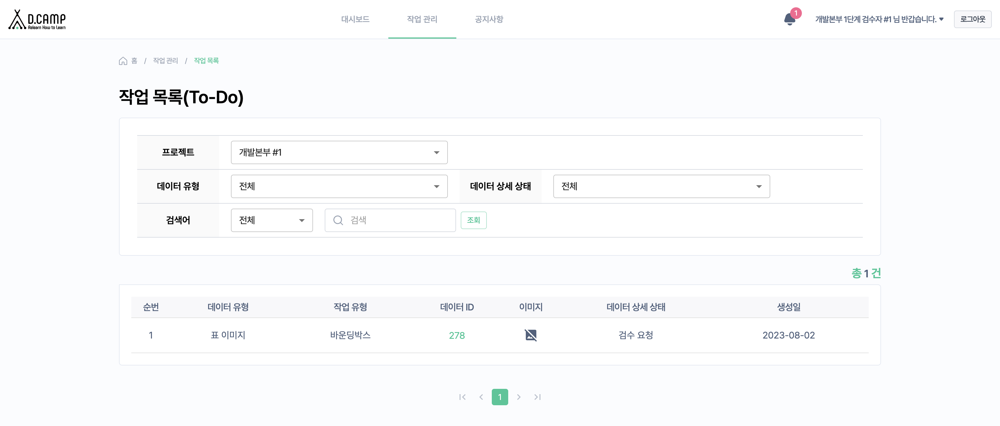 D.CAMP
Relearn How to Learn
대시보드 작업 관리 공지사항
1
개발본부 1단계 검수자 #1 님 반갑습니다.
로그아웃
홈 / 작업 관리 / 작업 목록
작업 목록(To-Do)
프로젝트 개발본부 #1
데이터 유형 전체 데이터 상세 상태 전체
검색어 전체 검색 조회
총 1 건
순번 데이터 유형 작업 유형 데이터 ID 이미지 데이터 상세 상태 생성일
1 표 이미지 바운딩박스 278 검수 요청 2023-08-02
1